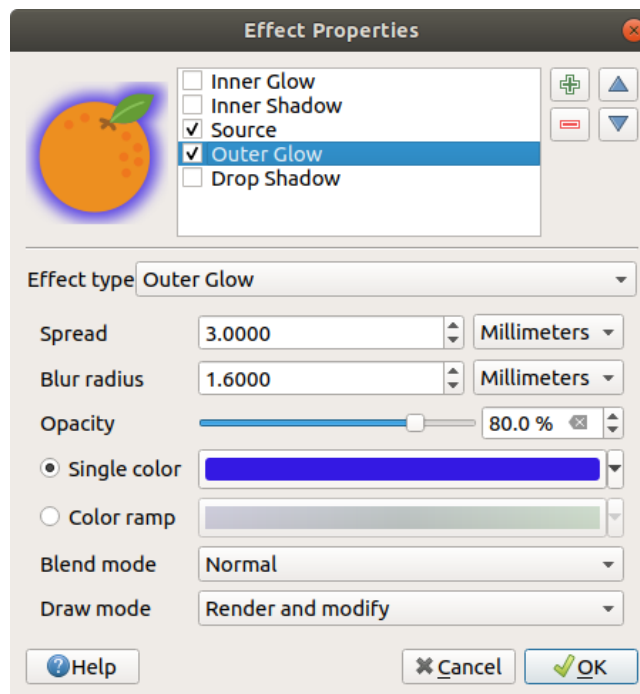 Effect Properties
Inner Glow
Inner Shadow
Source
Outer Glow
Drop Shadow
Effect type Outer Glow
Spread 3.0000 Millimeters
Blur radius 1.6000 Millimeters
Opacity 80.0 %
Single color
Color ramp
Blend mode Normal
Draw mode Render and modify
Help Cancel OK